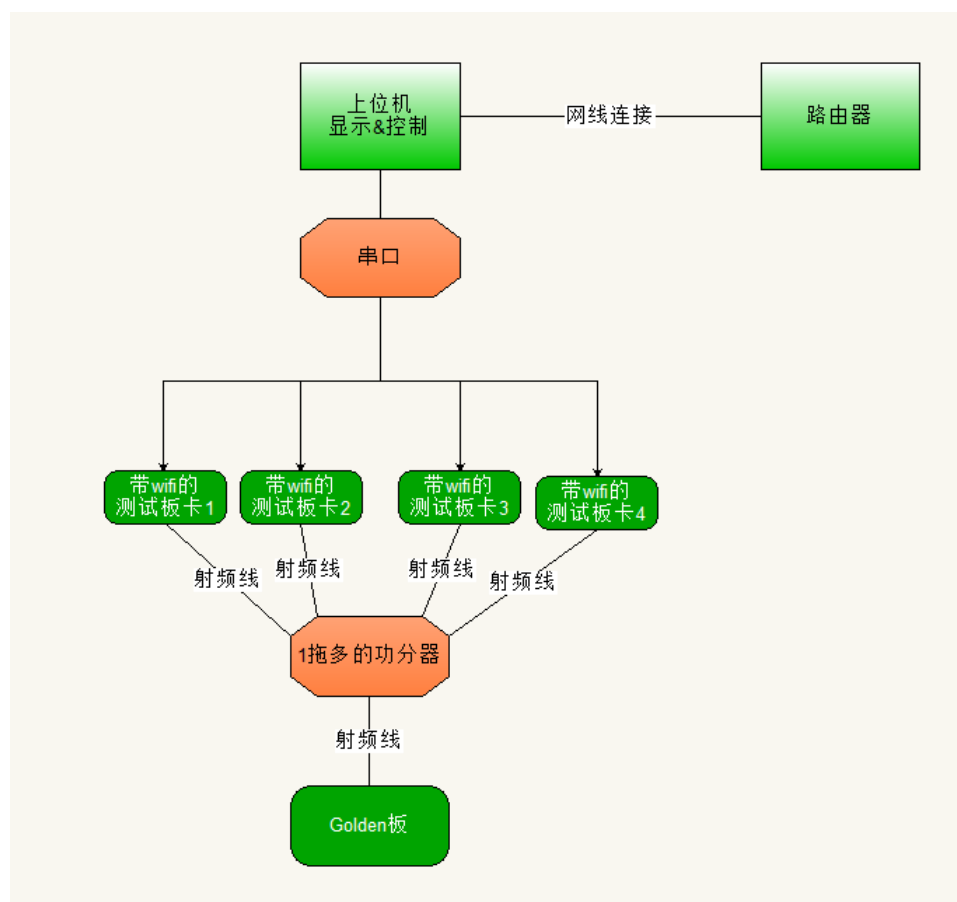 上位机
显示&控制
网线连接
路由器
串口
带wifi的
测试板卡1
带wifi的
测试板卡2
带wifi的
测试板卡3
带wifi的
测试板卡4
射频线
射频线
射频线
射频线
1拖多的功分器
射频线
Golden板